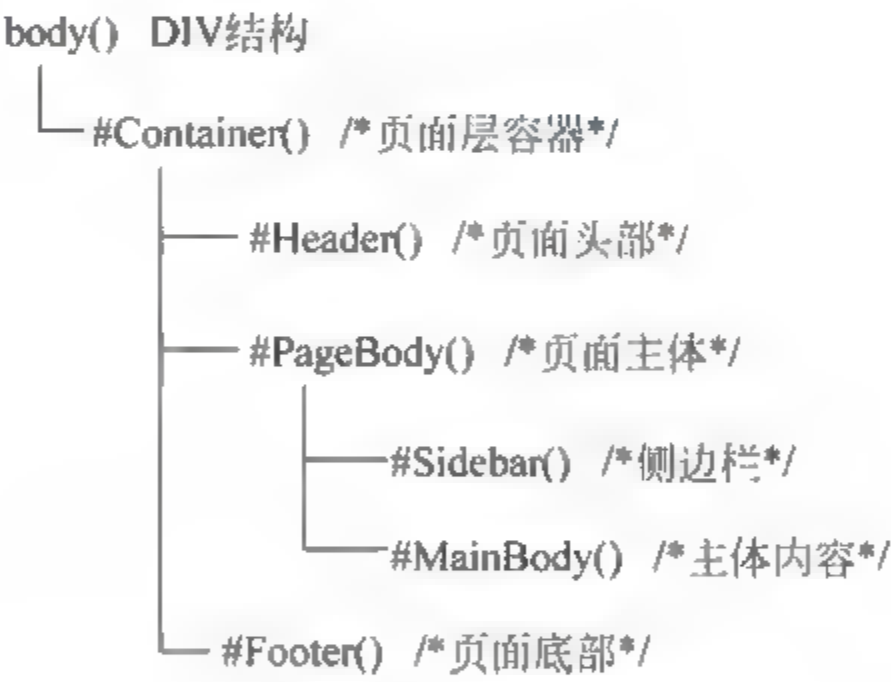 body() DIV结构
#Container() /*页面层容器*/
#Header() /*页面头部*/
#PageBody() /*页面主体*/
#Sidebar() /*侧边栏*/
#MainBody() /*主体内容*/
#Footer() /*页面底部*/